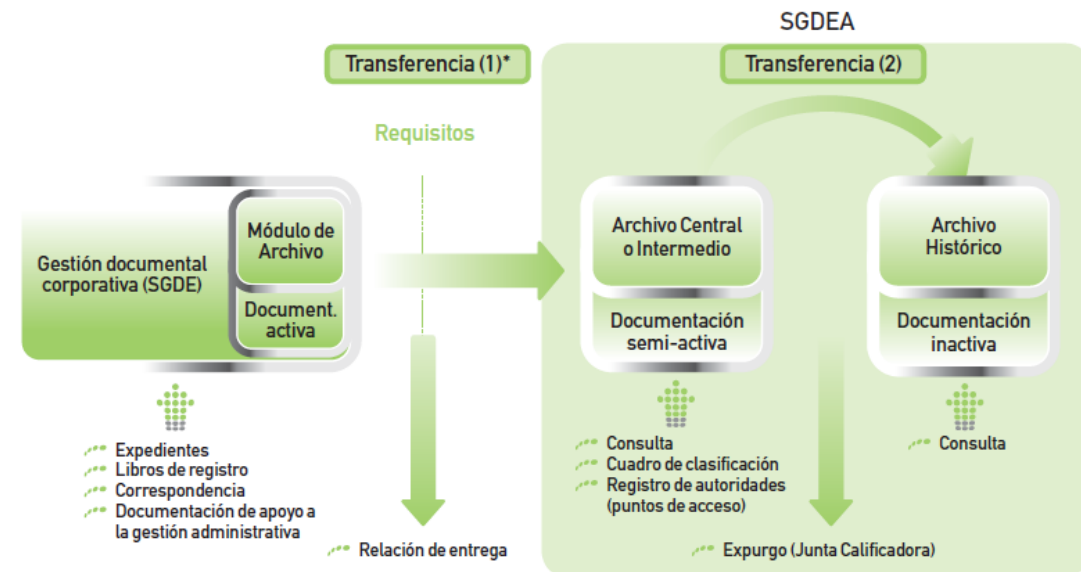 SGDEA
Transferencia (1)*
Transferencia (2)
Requisitos
Gestión documental
corporativa (SGDE)
Módulo de
Archivo
Document.
activa
Archivo Central
o Intermedio
Documentación
semi-activa
Archivo
Histórico
Documentación
inactiva
Expedientes
Libros de registro
Correspondencia
Documentación de apoyo a
la gestión administrativa
Relación de entrega
Consulta
Cuadro de clasificación
Registro de autoridades
(puntos de acceso)
Consulta
Expurgo (Junta Calificadora)